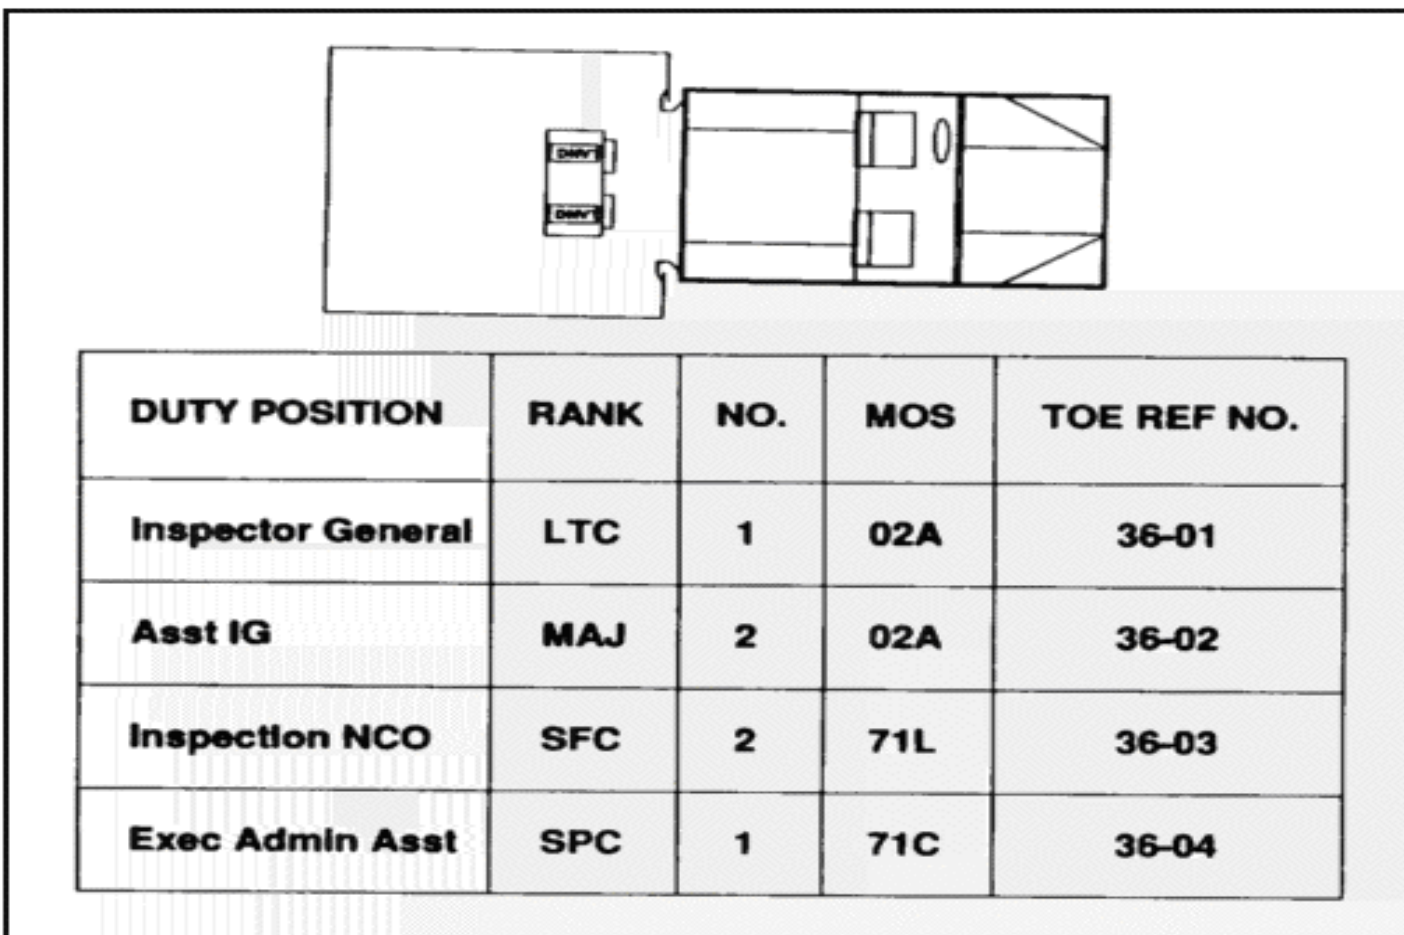 DUTY POSITION RANK NO. MOS TOE REF NO.
Inspector General LTC 1 02A 36-01
Asst IG MAJ 2 02A 36-02
Inspection NCO SFC 2 71L 36-03
Exec Admin Asst SPC 1 71C 36-04